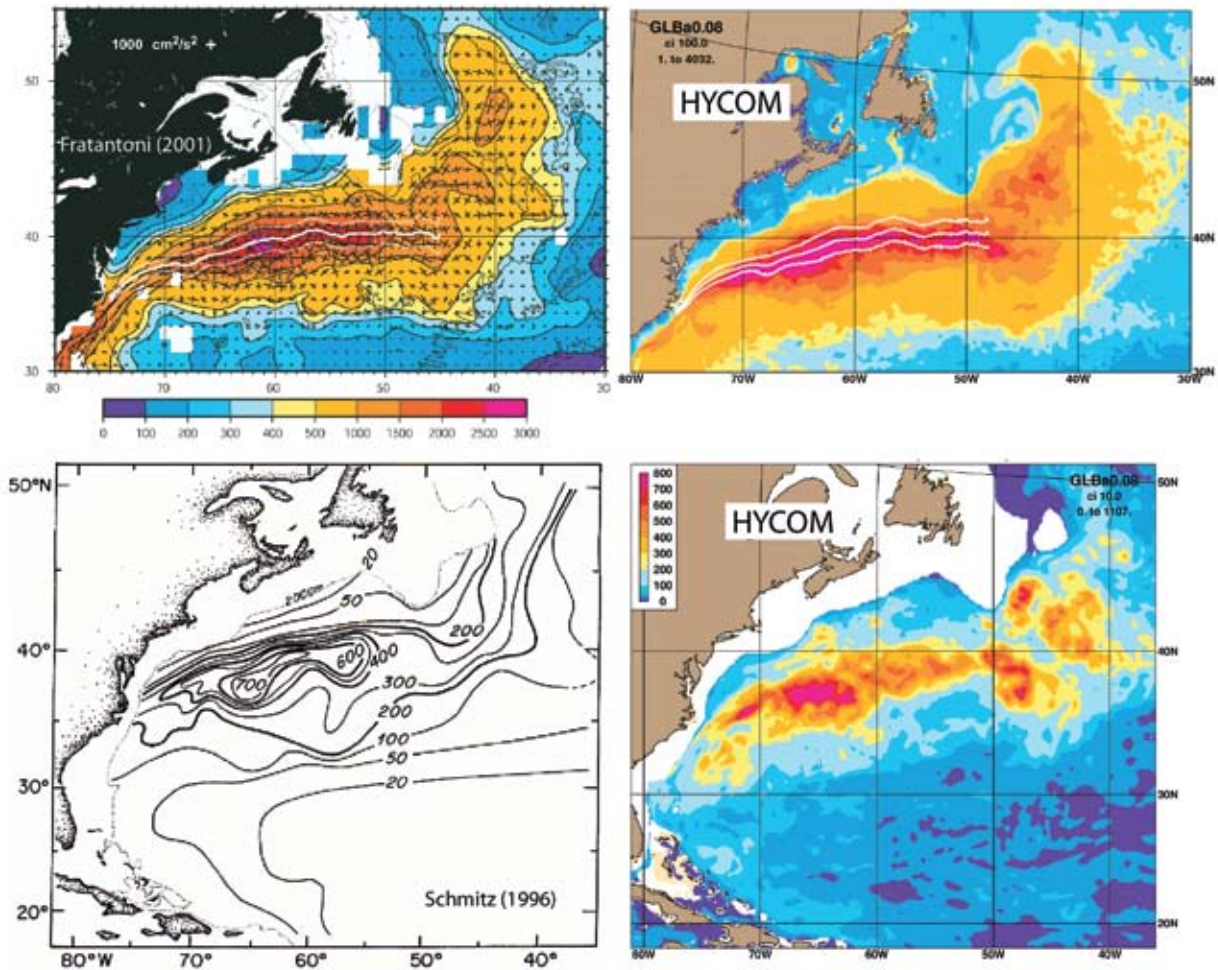 1000 cm²/s² +
Fratantoni (2001)
50
40
30
80 70 60 50 40 30
0 100 200 300 400 500 1000 1500 2000 2500 3000
GLBa0.08
ci 100.0
1. to 4032.
HYCOM
50N
40N
30N
80W 70W 60W 50W 40W 30W
50°N
40°
30°
20°
20
50
200
600
400
700
300
200
100
50
20
Schmitz (1996)
80°W 70° 60° 50° 40°
800
700
600
500
400
300
200
100
0
HYCOM
GLBa0.08
ci 10.0
0. to 1107.
50N
40N
30N
20N
80W 70W 60W 50W 40W